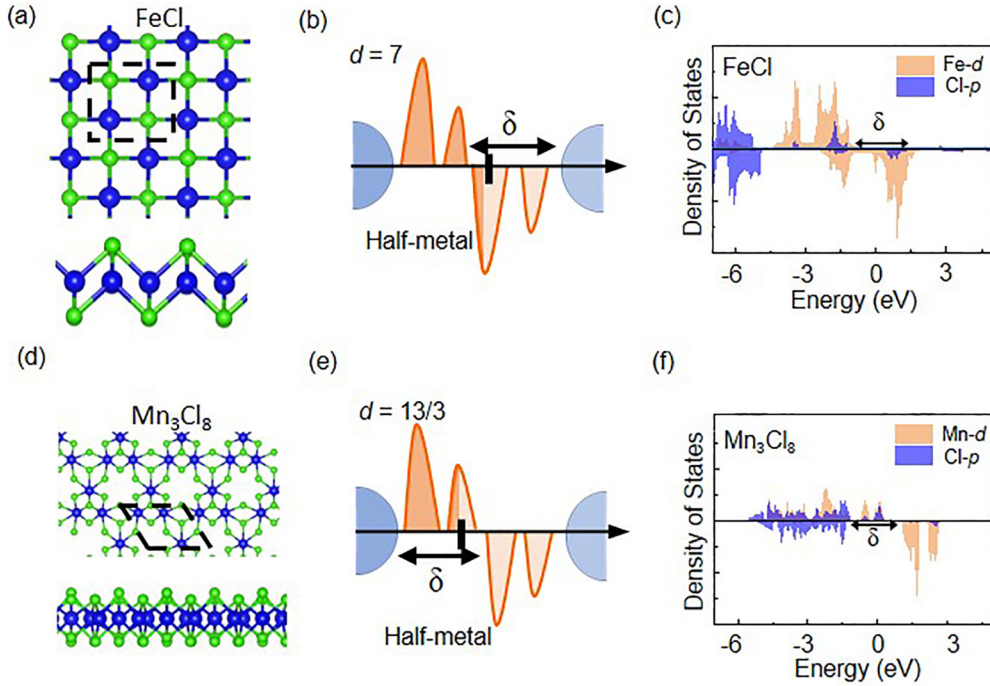 (a)
FeCl
(b)
d = 7
δ
Half-metal
(c)
FeCl
Fe-d
Cl-p
δ
Density of States
-6 -3 0 3
Energy (eV)
(d)
Mn₃Cl₈
(e)
d = 13/3
δ
Half-metal
(f)
Mn₃Cl₈
Mn-d
Cl-p
δ
Density of States
-6 -3 0 3
Energy (eV)